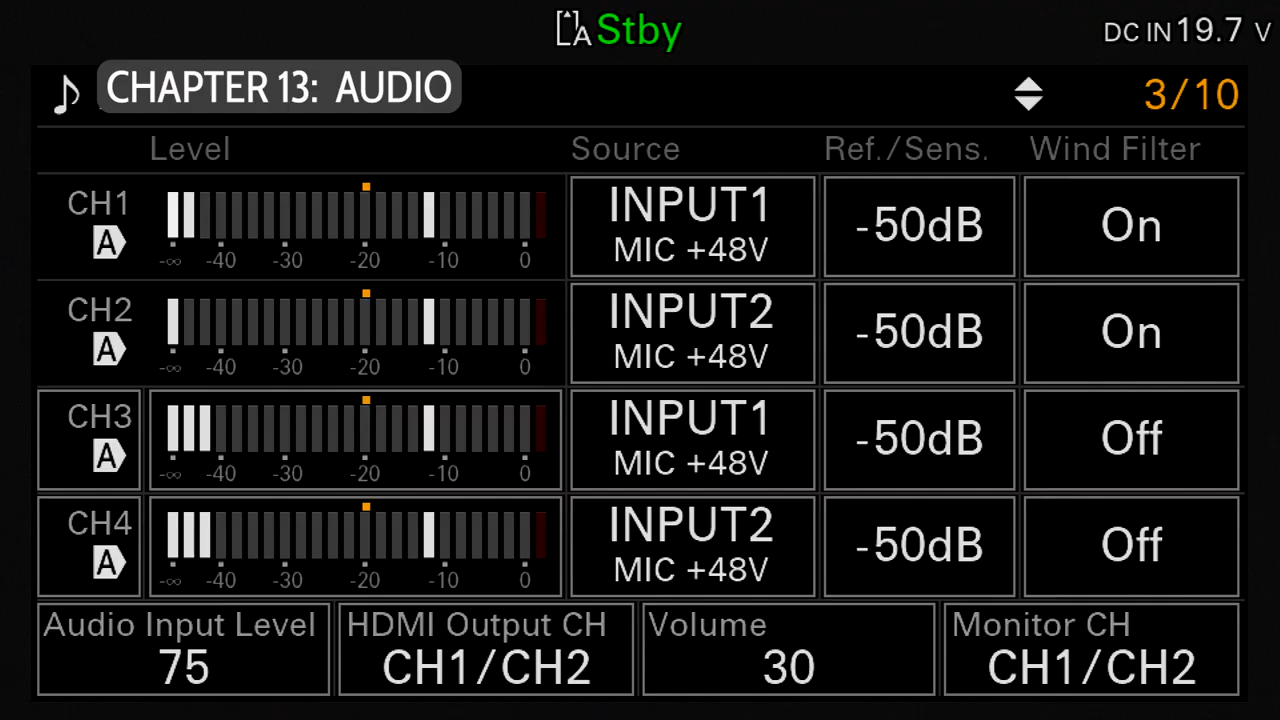 A Stby
DC IN 19.7 V
CHAPTER 13: AUDIO
3/10
Level Source Ref./Sens. Wind Filter
CH1 INPUT1 -50dB On
A MIC +48V
-∞ -40 -30 -20 -10 0
CH2 INPUT2 -50dB On
A MIC +48V
-∞ -40 -30 -20 -10 0
CH3 INPUT1 -50dB Off
A MIC +48V
-∞ -40 -30 -20 -10 0
CH4 INPUT2 -50dB Off
A MIC +48V
-∞ -40 -30 -20 -10 0
Audio Input Level HDMI Output CH Volume Monitor CH
75 CH1/CH2 30 CH1/CH2